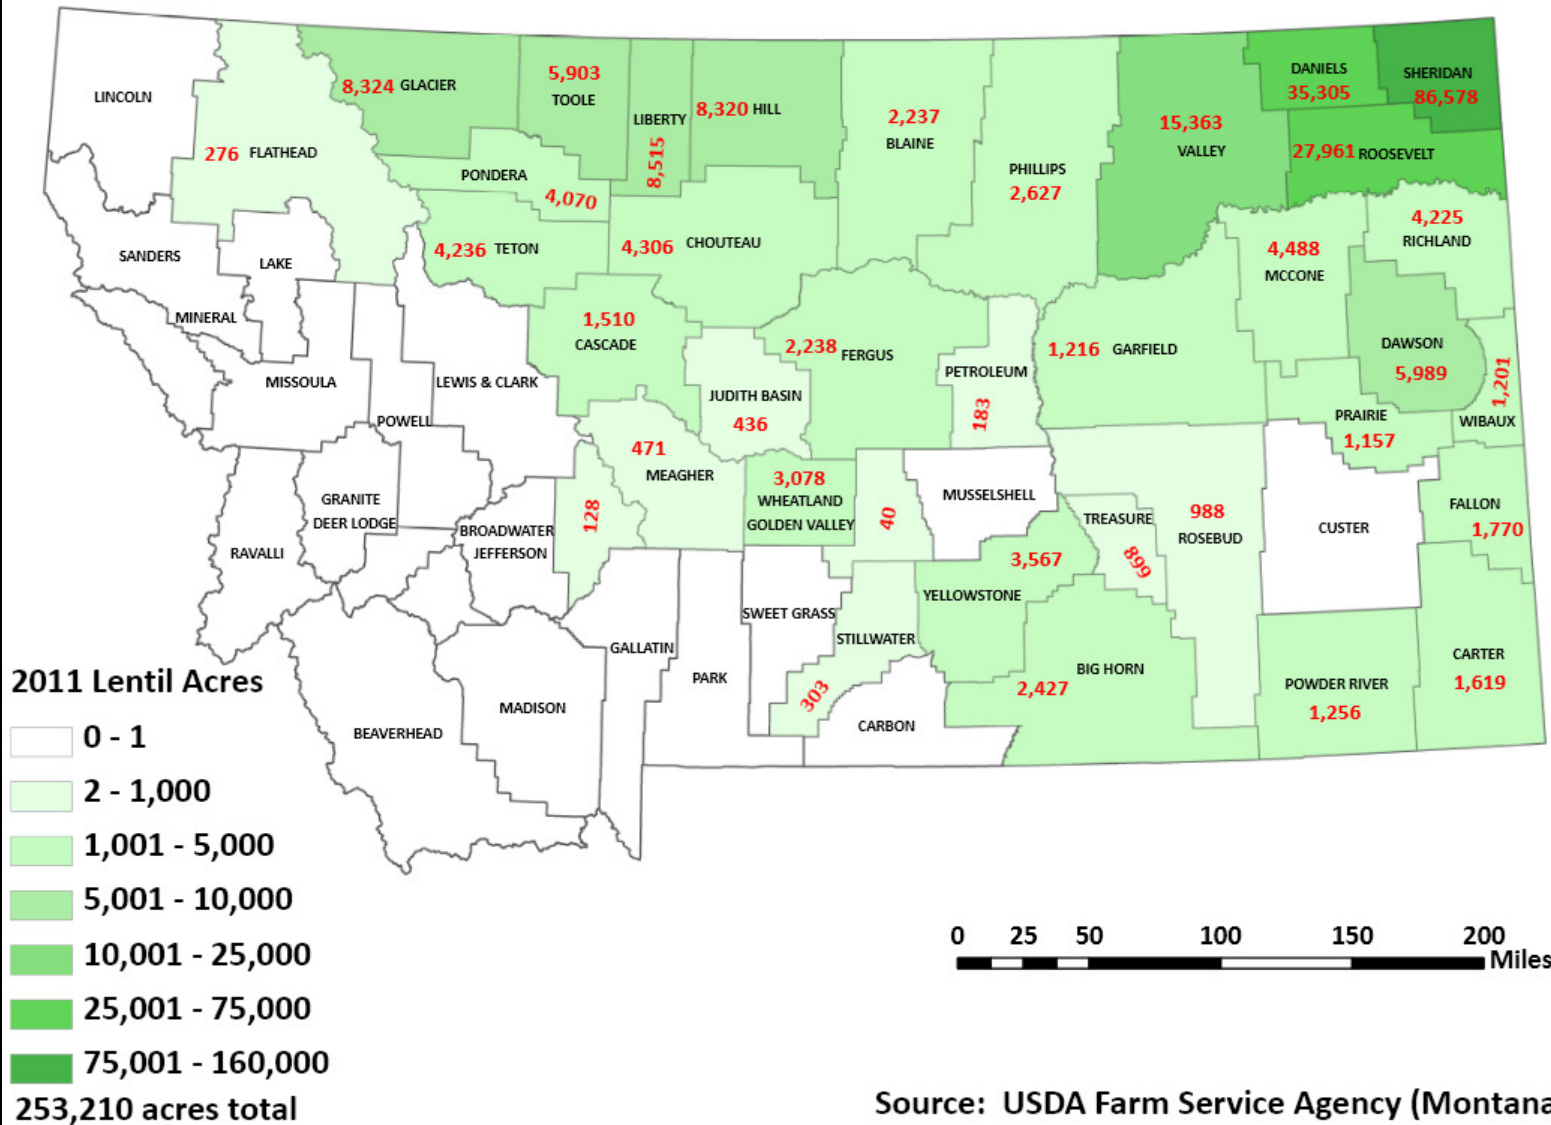 LINCOLN
276 FLATHEAD
8,324 GLACIER
5,903
TOOLE
LIBERTY
8,515
8,320 HILL
2,237
BLAINE
PHILLIPS
2,627
15,363
VALLEY
DANIELS
35,305
SHERIDAN
86,578
27,961 ROOSEVELT
PONDERA
4,070
4,236 TETON
4,306 CHOUTEAU
4,488
MCCONE
4,225
RICHLAND
SANDERS
LAKE
MINERAL
MISSOULA
POWELL
LEWIS & CLARK
1,510
CASCADE
JUDITH BASIN
436
2,238 FERGUS
PETROLEUM
183
1,216 GARFIELD
DAWSON
5,989
1,201
WIBAUX
PRAIRIE
1,157
471
MEAGHER
3,078
WHEATLAND
GOLDEN VALLEY
40
MUSSELSHELL
TREASURE
899
988
ROSEBUD
CUSTER
FALLON
1,770
GRANITE
DEER LODGE
RAVALLI
BROADWATER
JEFFERSON
128
3,567
YELLOWSTONE
SWEET GRASS
STILLWATER
303
GALLATIN
PARK
CARBON
BIG HORN
2,427
POWDER RIVER
1,256
CARTER
1,619
MADISON
BEAVERHEAD
2011 Lentil Acres
0 - 1
2 - 1,000
1,001 - 5,000
5,001 - 10,000
10,001 - 25,000
25,001 - 75,000
75,001 - 160,000
253,210 acres total
0 25 50 100 150 200
Miles
Source: USDA Farm Service Agency (Montana